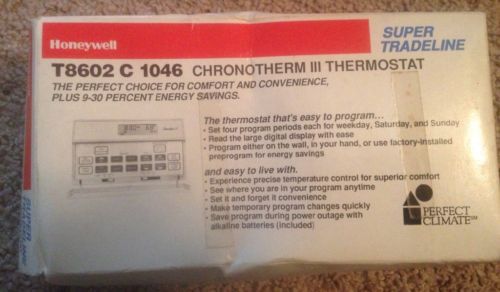 Honeywell
SUPER
TRADELINE
T8602 C 1046 CHRONOTHERM III THERMOSTAT
THE PERFECT CHOICE FOR COMFORT AND CONVENIENCE,
PLUS 9-30 PERCENT ENERGY SAVINGS.
The thermostat that's easy to program...
• Set four program periods each for weekday, Saturday, and Sunday
• Read the large digital display with ease
• Program either on the wall, in your hand, or use factory-installed
preprogram for energy savings
and easy to live with.
• Experience precise temperature control for superior comfort
• See where you are in your program anytime
• Set it and forget it convenience
• Make temporary program changes quickly
• Save program during power outage with
alkaline batteries (included)
PERFECT
CLIMATE™
SUPER